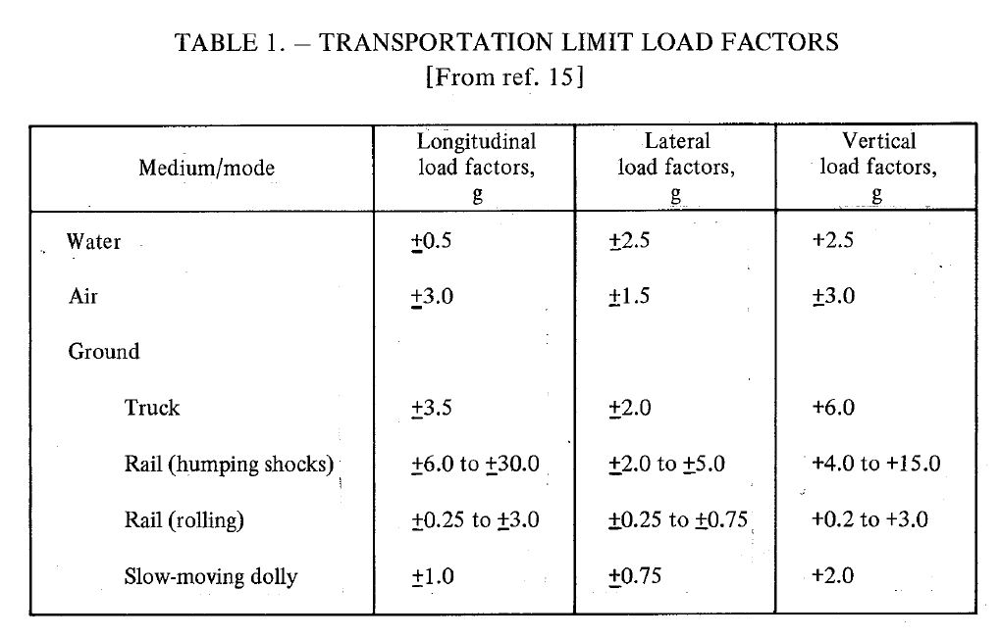 TABLE 1. – TRANSPORTATION LIMIT LOAD FACTORS
[From ref. 15]
Medium/mode Longitudinal load factors, g Lateral load factors, g Vertical load factors, g
Water ±0.5 ±2.5 +2.5
Air ±3.0 ±1.5 ±3.0
Ground
Truck ±3.5 ±2.0 +6.0
Rail (humping shocks) ±6.0 to ±30.0 ±2.0 to ±5.0 +4.0 to +15.0
Rail (rolling) ±0.25 to ±3.0 ±0.25 to ±0.75 +0.2 to +3.0
Slow-moving dolly ±1.0 ±0.75 +2.0